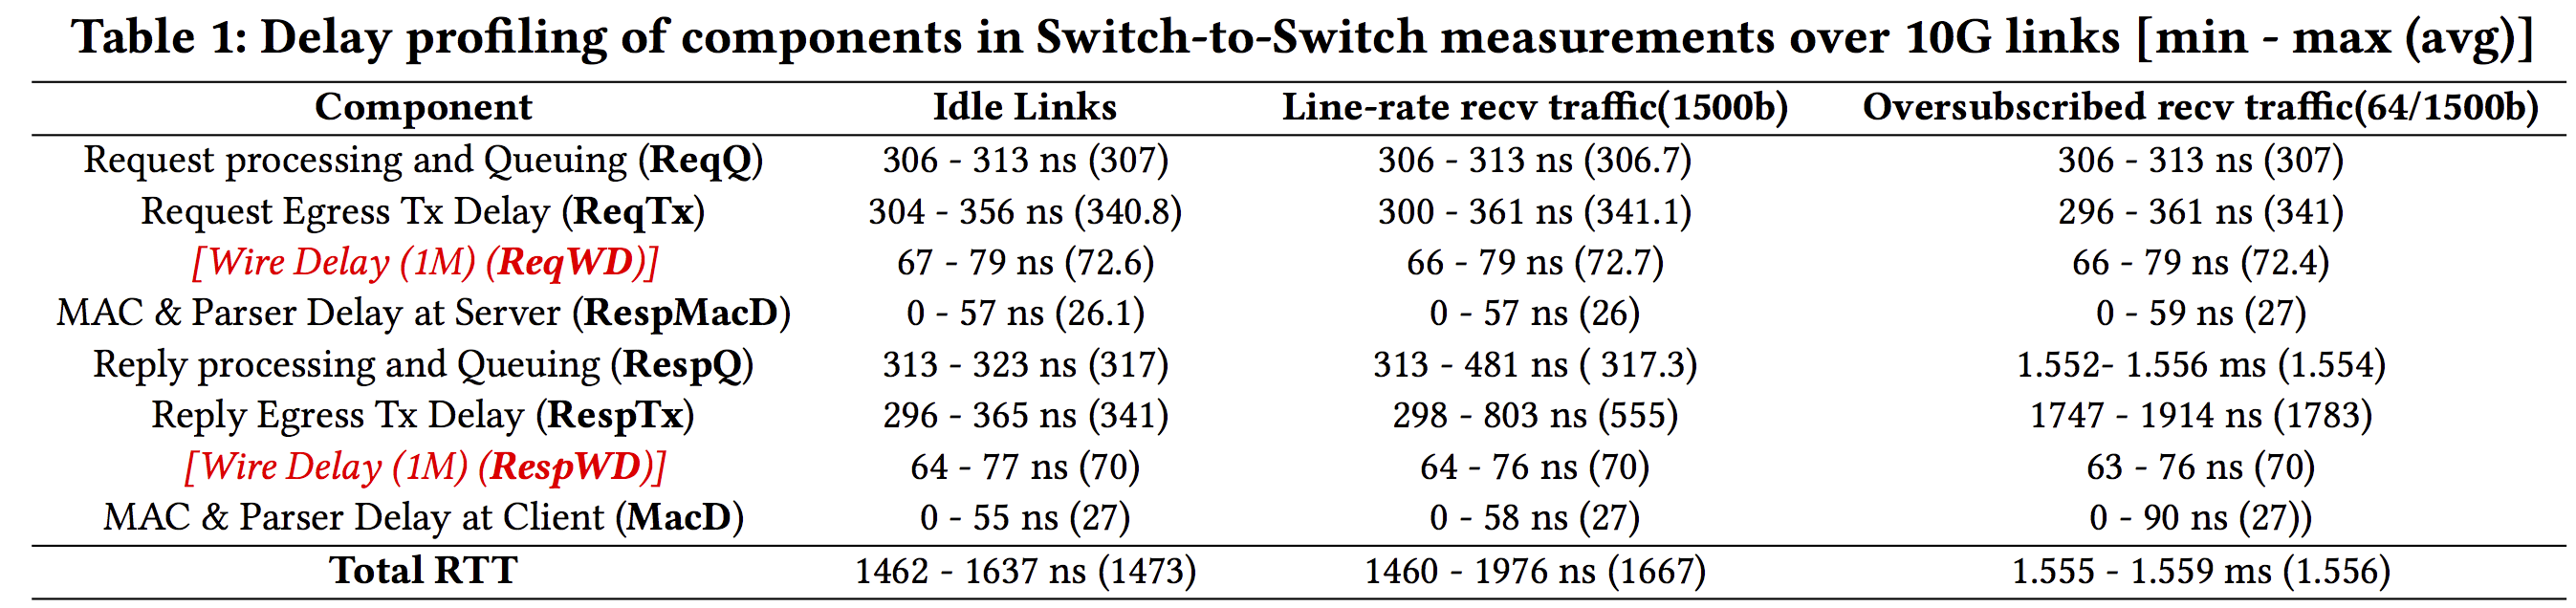 Table 1: Delay profiling of components in Switch-to-Switch measurements over 10G links [min - max (avg)]
Component Idle Links Line-rate recv traffic(1500b) Oversubscribed recv traffic(64/1500b)
Request processing and Queuing (ReqQ) 306 - 313 ns (307) 306 - 313 ns (306.7) 306 - 313 ns (307)
Request Egress Tx Delay (ReqTx) 304 - 356 ns (340.8) 300 - 361 ns (341.1) 296 - 361 ns (341)
[Wire Delay (1M) (ReqWD)] 67 - 79 ns (72.6) 66 - 79 ns (72.7) 66 - 79 ns (72.4)
MAC & Parser Delay at Server (RespMacD) 0 - 57 ns (26.1) 0 - 57 ns (26) 0 - 59 ns (27)
Reply processing and Queuing (RespQ) 313 - 323 ns (317) 313 - 481 ns ( 317.3) 1.552- 1.556 ms (1.554)
Reply Egress Tx Delay (RespTx) 296 - 365 ns (341) 298 - 803 ns (555) 1747 - 1914 ns (1783)
[Wire Delay (1M) (RespWD)] 64 - 77 ns (70) 64 - 76 ns (70) 63 - 76 ns (70)
MAC & Parser Delay at Client (MacD) 0 - 55 ns (27) 0 - 58 ns (27) 0 - 90 ns (27))
Total RTT 1462 - 1637 ns (1473) 1460 - 1976 ns (1667) 1.555 - 1.559 ms (1.556)